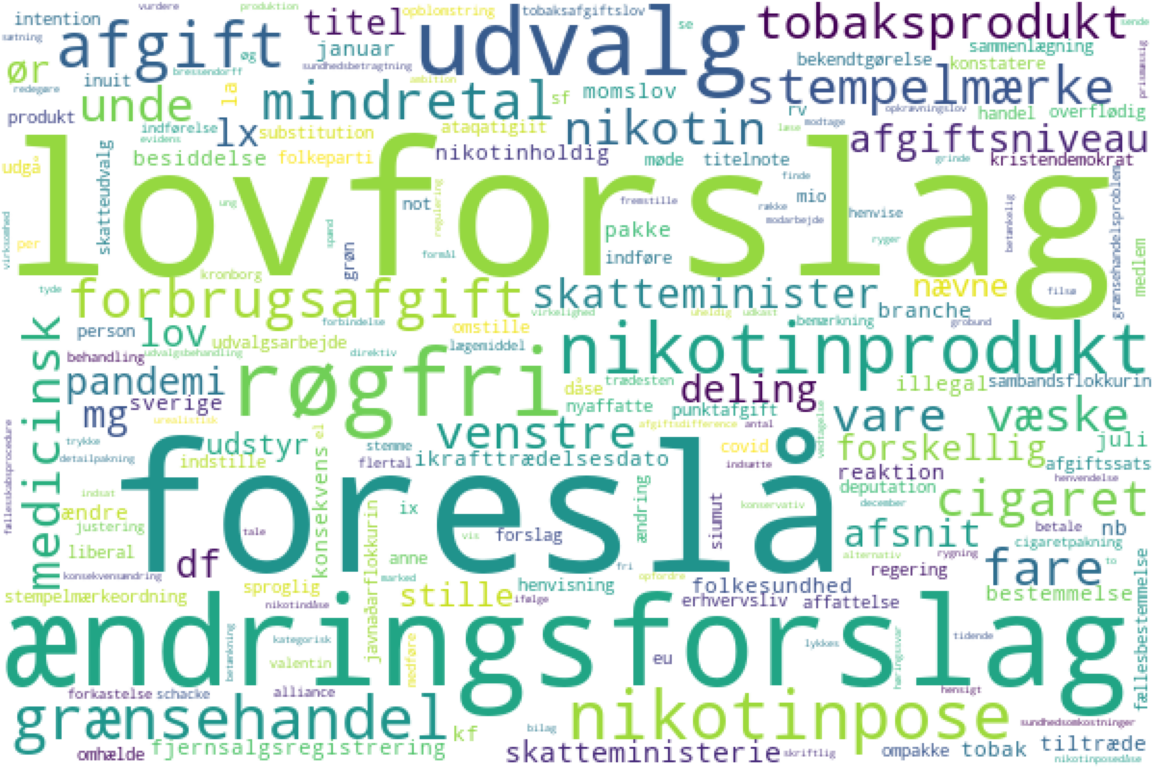 vurdere produktion titel opblomstring tobaksafgiftslov se tobaksprodukt sende
intention afgift januar udvalg sammenlægning
sætning øg bekendtgørelse konstatere
ør inuit bressendorff sundhedsbetragtning ambition stempelmærke prismæssig
redegøre unde la mindretal sf momslov rv opkrævningslov handel overflødig
produkt indførelse lx substitution ataqatigiit nikotin modtage læse afgiftsniveau
evidens besiddelse folkeparti nikotinholdig møde titelnote grinde kristendemokrat
udgå skatteudvalg lovforslag
ung not regulering fremstille finde mio række henvise betænkelig grænsehandelsproblem
virksomhed per spænd grøn formål pakke modarbejde ryger medlem
kronborg indføre
tyde forbrugsafgift skatteminister nævne filsø
virkelighed uheldig udkast branche grobund
person lov forbindelse omstille bemærkning
medicinsk behandling udvalgsbehandling udvalgsarbejde direktiv lægemiddel nikotinprodukt
pandemi røgfri dåse trædesten deling illegal sambandsflokkurin
mg sverige nyaffatte punktafgift vare væske
urealistisk ei venstre afgiftsdifference antal vedtagelse
fællesskabsprocedure trykke udstyr stemme covid forskellig juli
detailpakning indstille flertal ikrafttrædelsesdato indsætte reaktion afgiftssats
henvendelse
indsat foreslå konsekvens ændring konservativ deputation cigaret
ændre ix siumut december
justering tale vis forslag afsnit betale nb
liberal df javnaðarflokkurin anne fri alternativ rygning cigaretpakning
konsekvensændring sproglig marked opfordre regering fare to
henvisning folkesundhed bestemmelse
stempelmærkeordning nikotindåse stille ifølge erhvervsliv affattelse fællesbestemmelse
ændringsforslag
betænkning kategorisk medføre eu lykkes høringssvar tidende
valentin
forkastelse schacke alliance hensigt
grænsehandel kf nikotinpose bilag sundhedsomkostninger
omhælde fjernsalgsregistrering skatteministerie skriftlig ompakke tobak tiltræde
nikotinposedåse